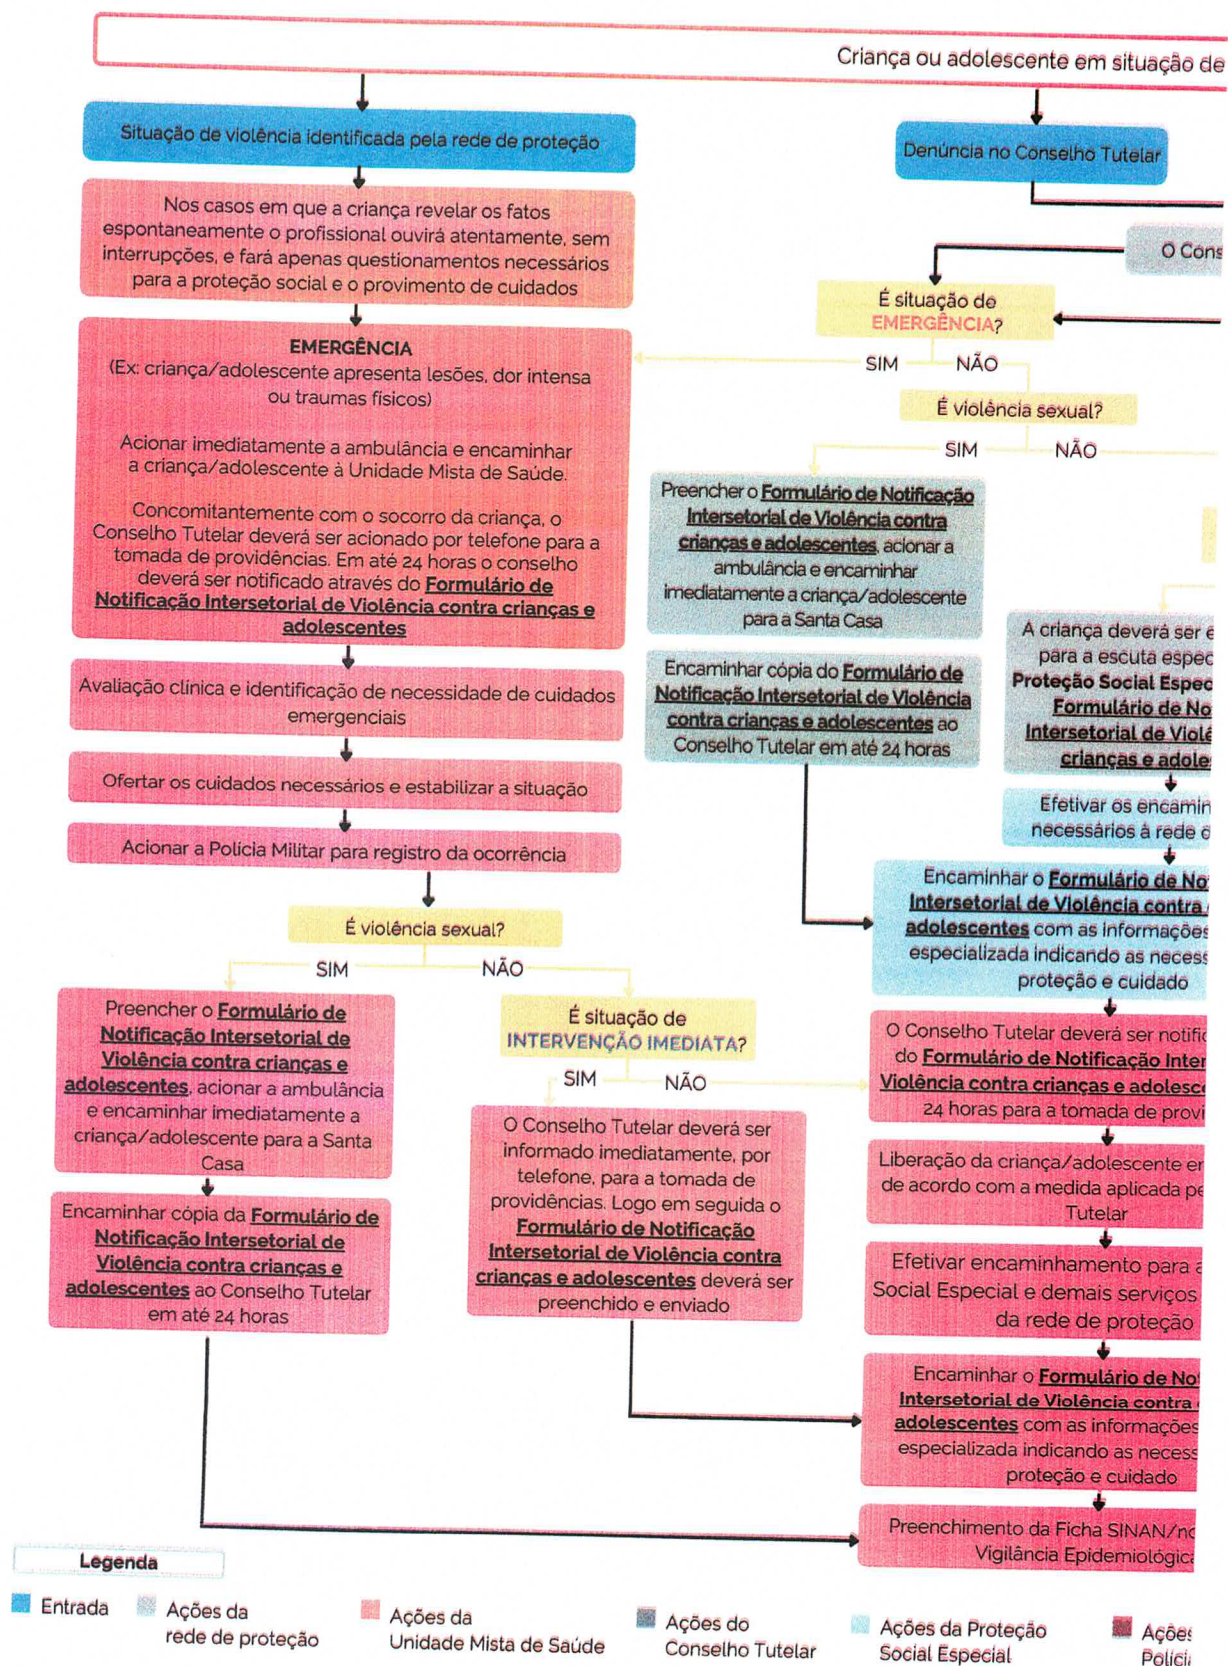 Criança ou adolescente em situação de
Situação de violência identificada pela rede de proteção
Denúncia no Conselho Tutelar
Nos casos em que a criança revelar os fatos
espontaneamente o profissional ouvirá atentamente, sem
interrupções, e fará apenas questionamentos necessários
para a proteção social e o provimento de cuidados
O Cons
É situação de
EMERGÊNCIA?
SIM NÃO
EMERGÊNCIA
(Ex: criança/adolescente apresenta lesões, dor intensa
ou traumas físicos)
Acionar imediatamente a ambulância e encaminhar
a criança/adolescente à Unidade Mista de Saúde.
Concomitantemente com o socorro da criança, o
Conselho Tutelar deverá ser acionado por telefone para a
tomada de providências. Em até 24 horas o conselho
deverá ser notificado através do Formulário de
Notificação Intersetorial de Violência contra crianças e
adolescentes
É violência sexual?
SIM NÃO
Preencher o Formulário de Notificação
Intersetorial de Violência contra
crianças e adolescentes, acionar a
ambulância e encaminhar
imediatamente a criança/adolescente
para a Santa Casa
Encaminhar cópia do Formulário de
Notificação Intersetorial de Violência
contra crianças e adolescentes ao
Conselho Tutelar em até 24 horas
A criança deverá ser e
para a escuta espec
Proteção Social Espec
Formulário de No
Intersetorial de Violê
crianças e adoles
Avaliação clínica e identificação de necessidade de cuidados
emergenciais
Ofertar os cuidados necessários e estabilizar a situação
Acionar a Polícia Militar para registro da ocorrência
Efetivar os encamin
necessários à rede d
Encaminhar o Formulário de No
Intersetorial de Violência contra
adolescentes com as informações
especializada indicando as necess
proteção e cuidado
É violência sexual?
SIM NÃO
Preencher o Formulário de
Notificação Intersetorial de
Violência contra crianças e
adolescentes, acionar a ambulância
e encaminhar imediatamente a
criança/adolescente para a Santa
Casa
Encaminhar cópia da Formulário de
Notificação Intersetorial de
Violência contra crianças e
adolescentes ao Conselho Tutelar
em até 24 horas
É situação de
INTERVENÇÃO IMEDIATA?
SIM NÃO
O Conselho Tutelar deverá ser
informado imediatamente, por
telefone, para a tomada de
providências. Logo em seguida o
Formulário de Notificação
Intersetorial de Violência contra
crianças e adolescentes deverá ser
preenchido e enviado
O Conselho Tutelar deverá ser notific
do Formulário de Notificação Inter
Violência contra crianças e adolesce
24 horas para a tomada de provi
Liberação da criança/adolescente en
de acordo com a medida aplicada pe
Tutelar
Efetivar encaminhamento para a
Social Especial e demais serviços
da rede de proteção
Encaminhar o Formulário de No
Intersetorial de Violência contra
adolescentes com as informações
especializada indicando as necess
proteção e cuidado
Preenchimento da Ficha SINAN/no
Vigilância Epidemiológica
Legenda
Entrada
Ações da
rede de proteção
Ações da
Unidade Mista de Saúde
Ações do
Conselho Tutelar
Ações da Proteção
Social Especial
Ações
Políci